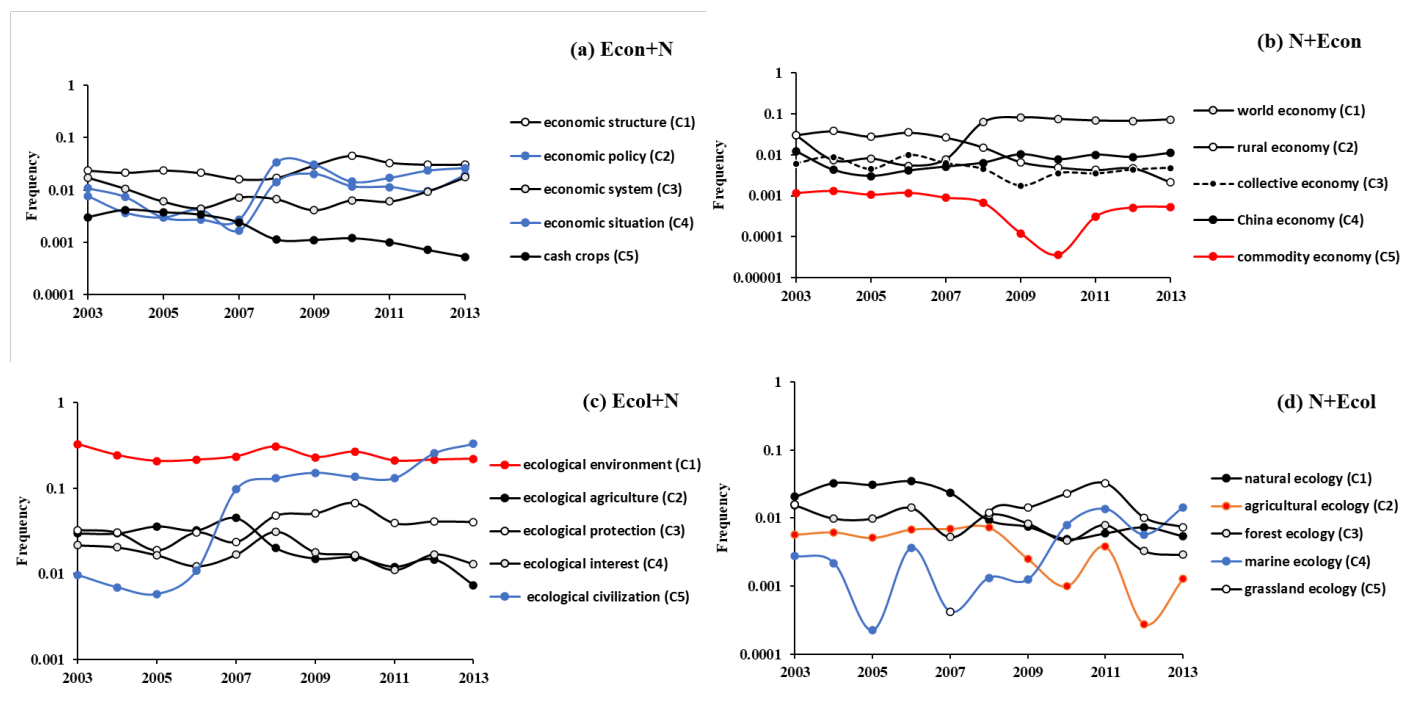 (a) Econ+N
1
0.1
0.01
0.001
0.0001
Frequency
2003 2005 2007 2009 2011 2013
economic structure (C1)
economic policy (C2)
economic system (C3)
economic situation (C4)
cash crops (C5)
(b) N+Econ
1
0.1
0.01
0.001
0.0001
0.00001
Frequency
2003 2005 2007 2009 2011 2013
world economy (C1)
rural economy (C2)
collective economy (C3)
China economy (C4)
commodity economy (C5)
(c) Ecol+N
1
0.1
0.01
0.001
Frequency
2003 2005 2007 2009 2011 2013
ecological environment (C1)
ecological agriculture (C2)
ecological protection (C3)
ecological interest (C4)
ecological civilization (C5)
(d) N+Ecol
1
0.1
0.01
0.001
0.0001
Frequency
2003 2005 2007 2009 2011 2013
natural ecology (C1)
agricultural ecology (C2)
forest ecology (C3)
marine ecology (C4)
grassland ecology (C5)